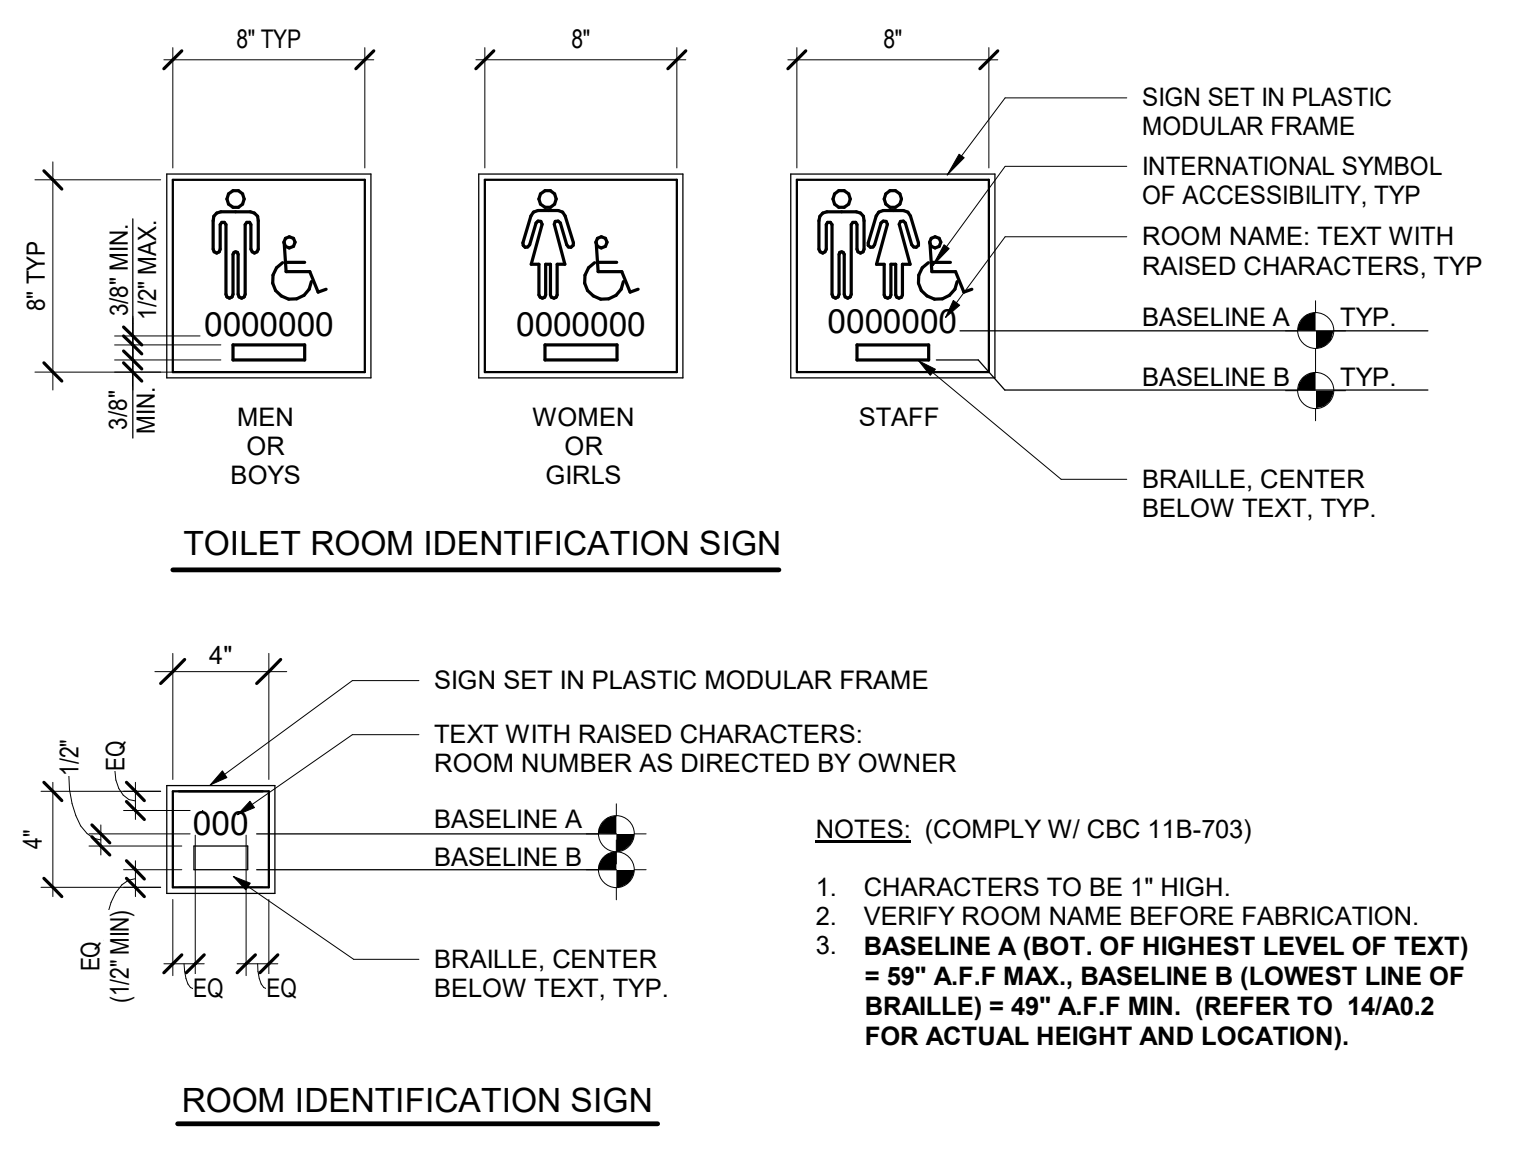 8" TYP
8"
8"
SIGN SET IN PLASTIC
MODULAR FRAME
INTERNATIONAL SYMBOL
OF ACCESSIBILITY, TYP
ROOM NAME: TEXT WITH
RAISED CHARACTERS, TYP
BASELINE A TYP.
BASELINE B TYP.
BRAILLE, CENTER
BELOW TEXT, TYP.
8" TYP
3/8" MIN.
1/2" MAX.
3/8"
MIN.
0000000
0000000
0000000
MEN
OR
BOYS
WOMEN
OR
GIRLS
STAFF
TOILET ROOM IDENTIFICATION SIGN
4"
SIGN SET IN PLASTIC MODULAR FRAME
TEXT WITH RAISED CHARACTERS:
ROOM NUMBER AS DIRECTED BY OWNER
1/2"
EQ
4"
000
BASELINE A
BASELINE B
EQ
(1/2" MIN)
EQ
EQ
BRAILLE, CENTER
BELOW TEXT, TYP.
ROOM IDENTIFICATION SIGN
NOTES: (COMPLY W/ CBC 11B-703)
1. CHARACTERS TO BE 1" HIGH.
2. VERIFY ROOM NAME BEFORE FABRICATION.
3. BASELINE A (BOT. OF HIGHEST LEVEL OF TEXT)
= 59" A.F.F MAX., BASELINE B (LOWEST LINE OF
BRAILLE) = 49" A.F.F MIN. (REFER TO 14/A0.2
FOR ACTUAL HEIGHT AND LOCATION).